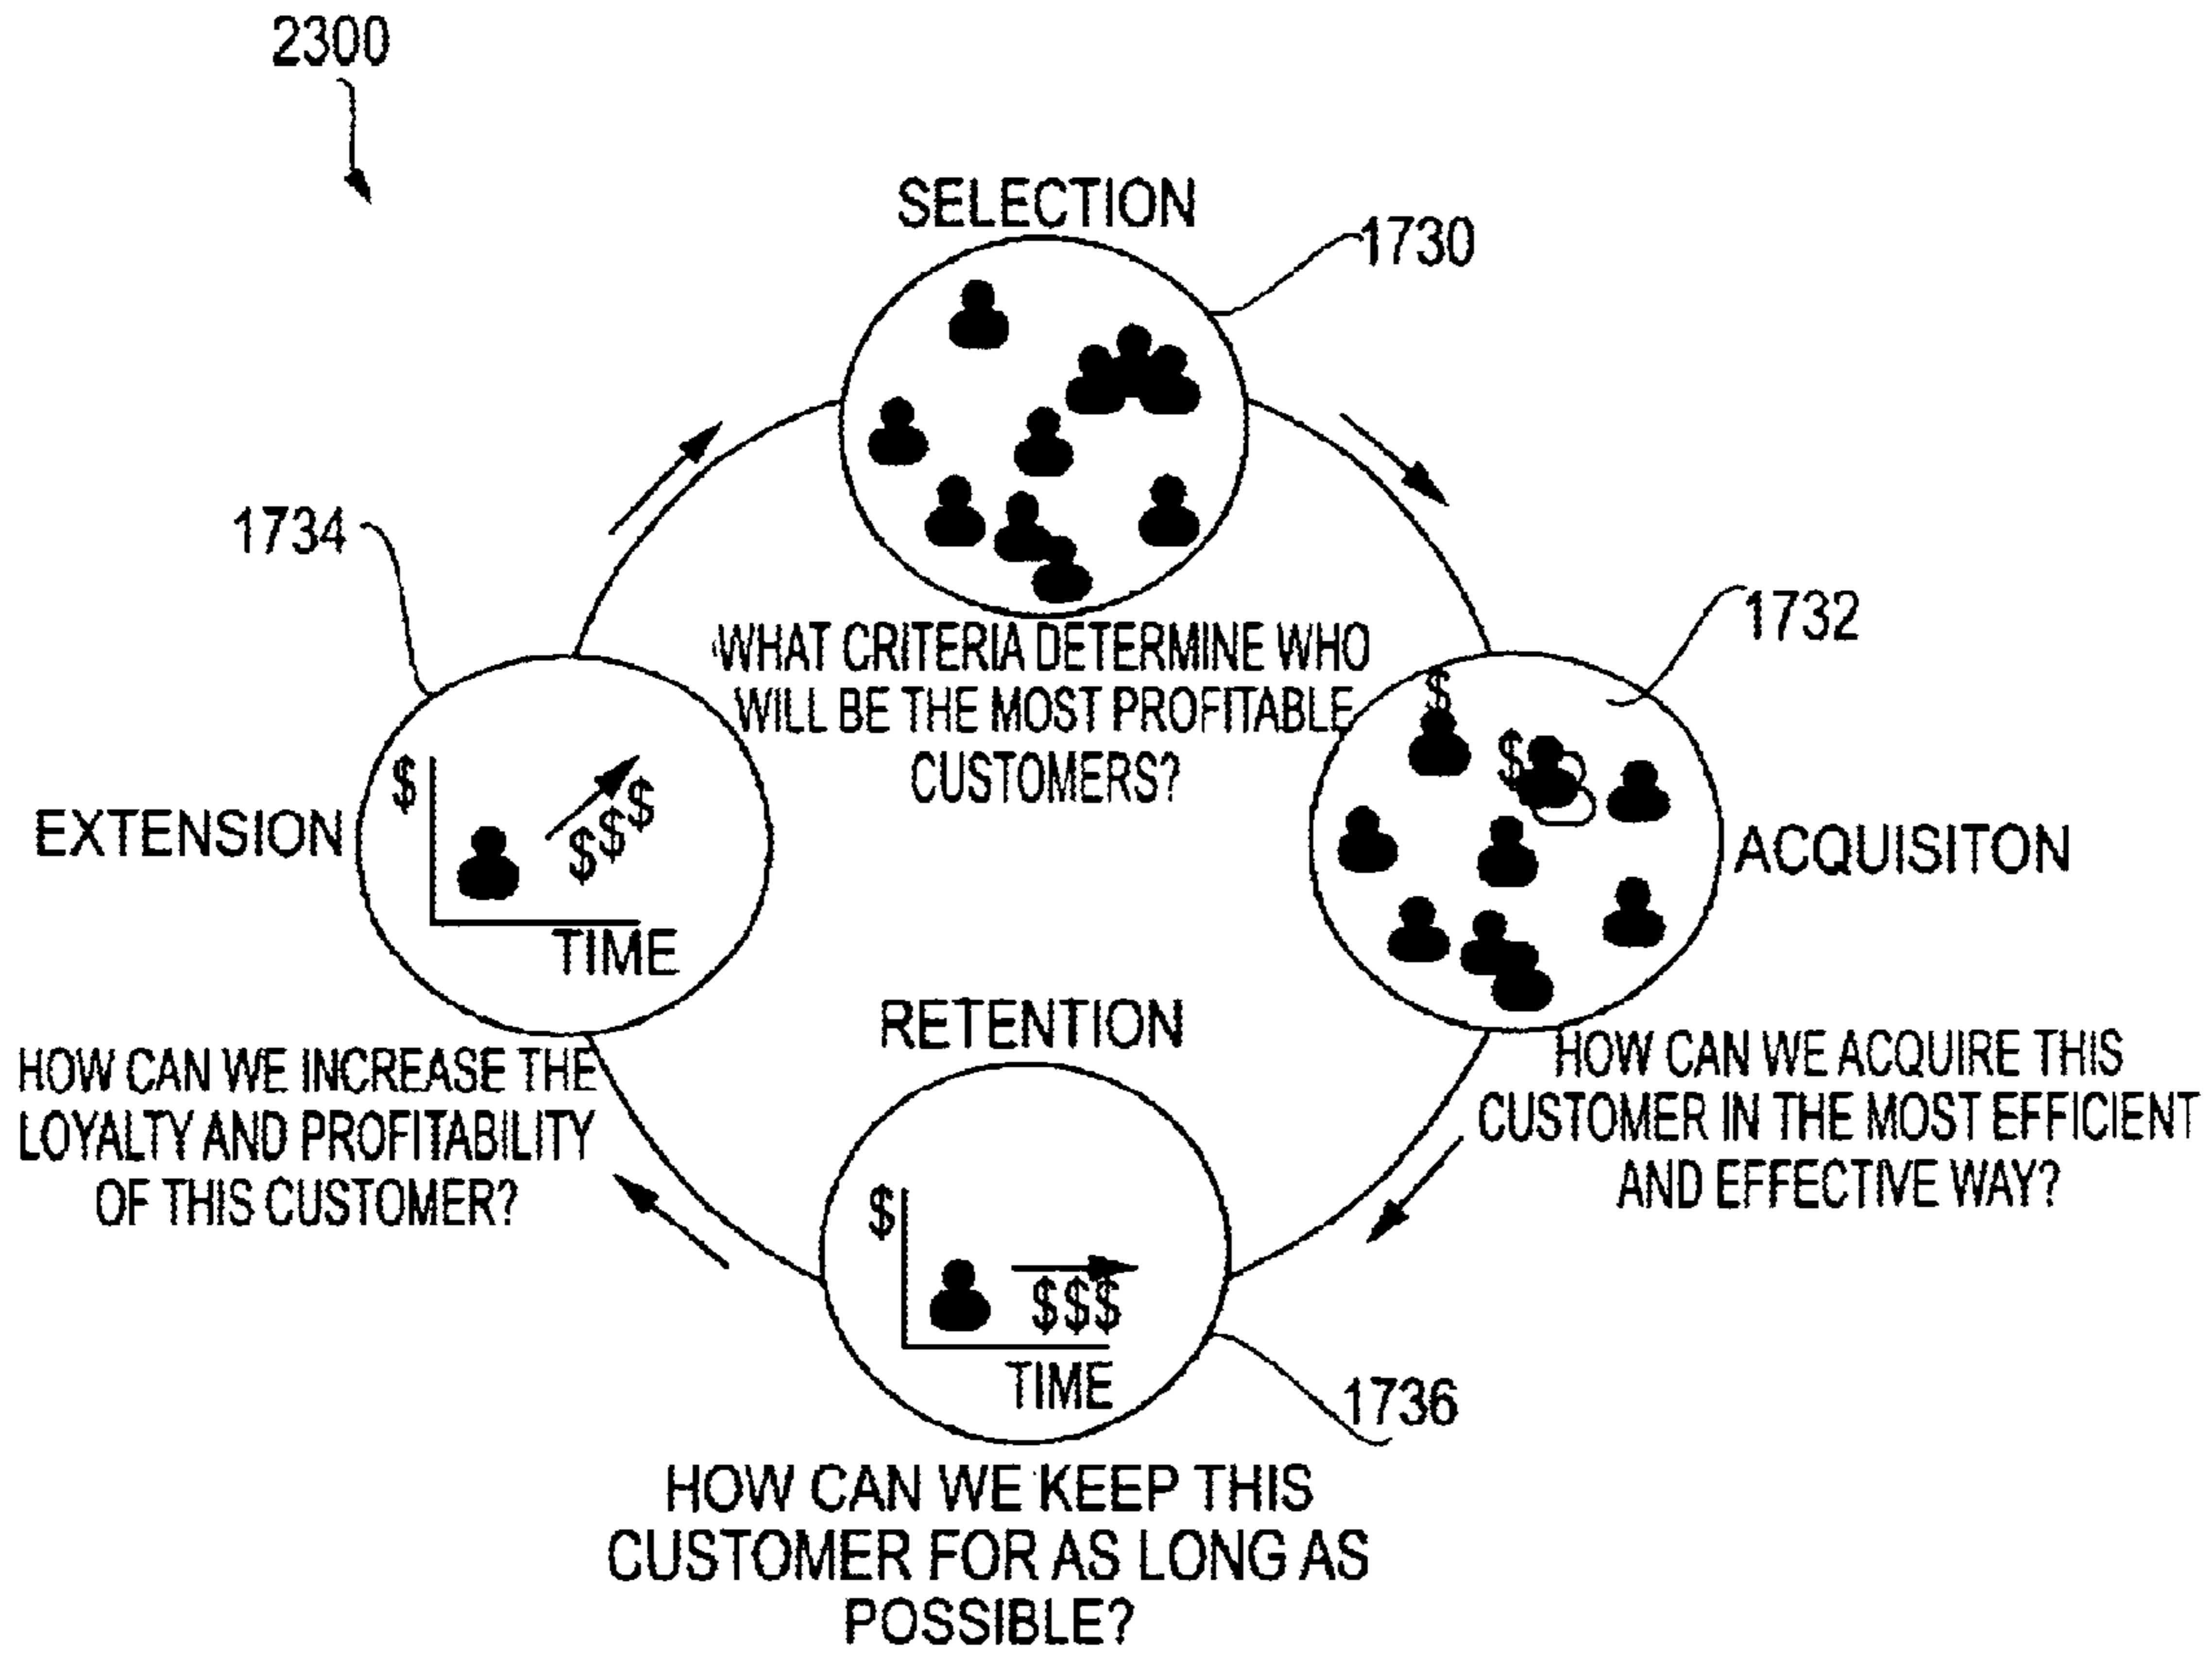 2300
SELECTION
1730
WHAT CRITERIA DETERMINE WHO
WILL BE THE MOST PROFITABLE
CUSTOMERS?
1732
$
$
ACQUISITON
HOW CAN WE ACQUIRE THIS
CUSTOMER IN THE MOST EFFICIENT
AND EFFECTIVE WAY?
RETENTION
$
$$$
TIME
1736
HOW CAN WE KEEP THIS
CUSTOMER FOR AS LONG AS
POSSIBLE?
1734
EXTENSION
$
$$$
TIME
HOW CAN WE INCREASE THE
LOYALTY AND PROFITABILITY
OF THIS CUSTOMER?